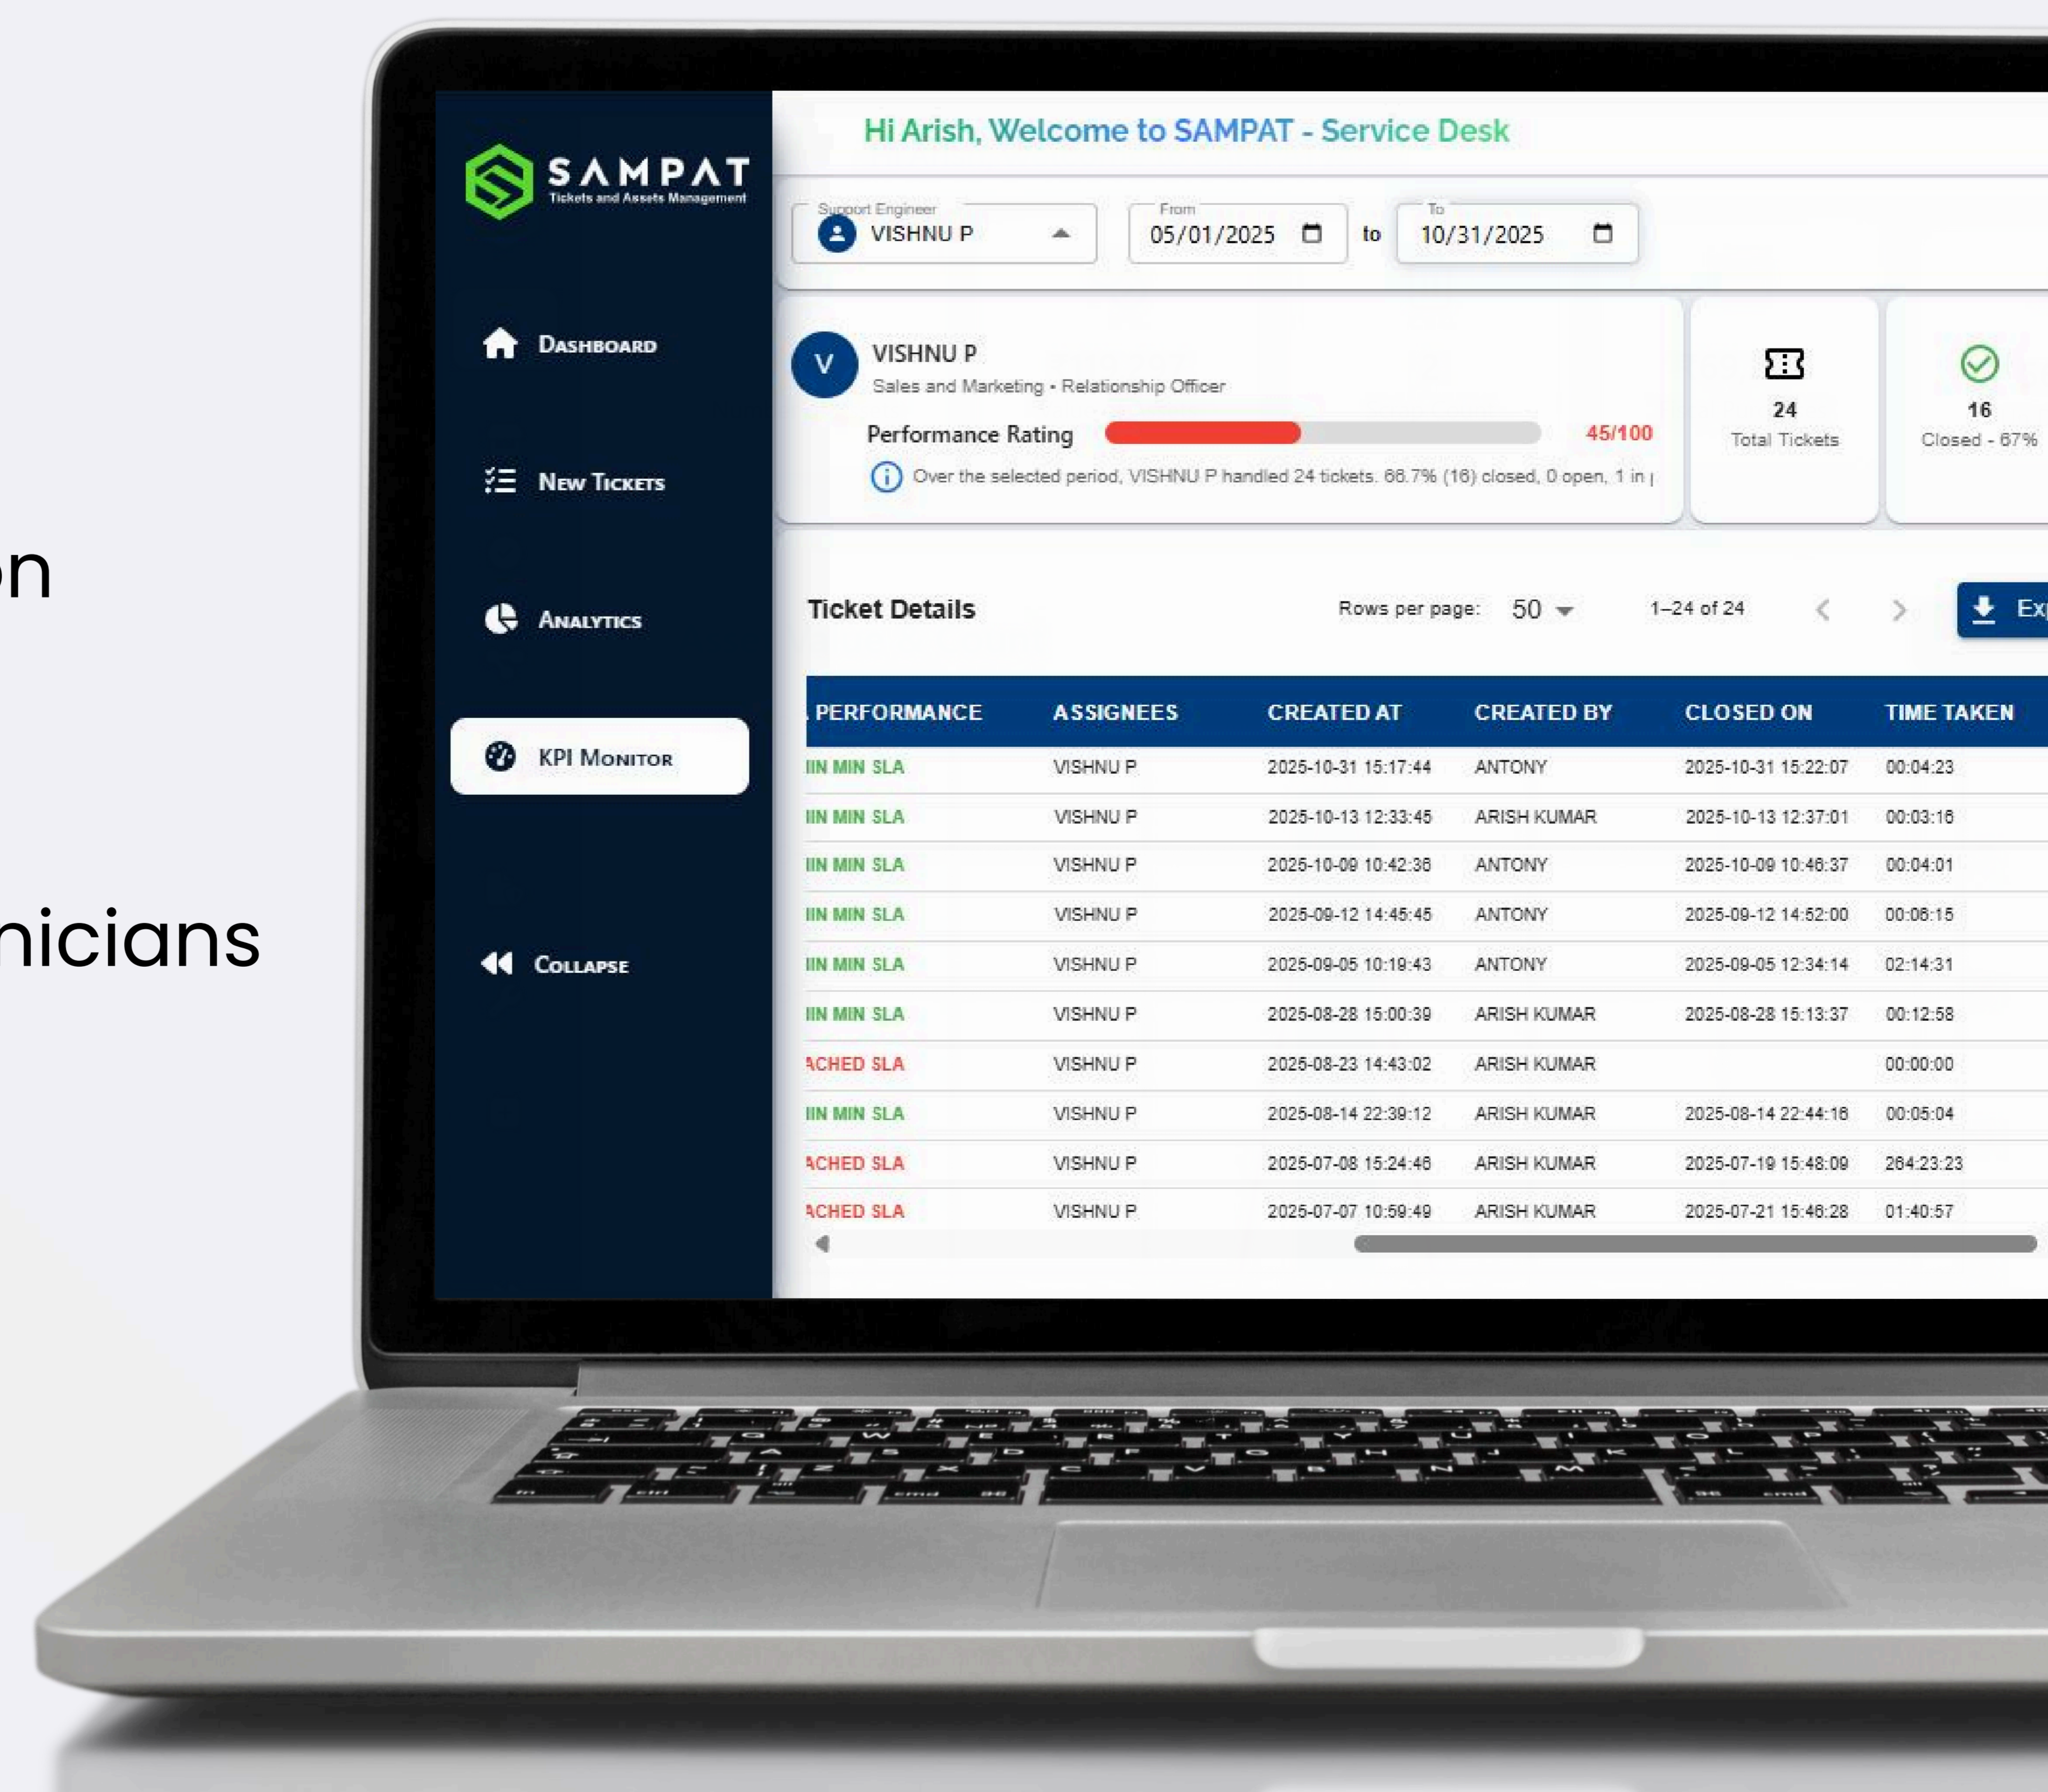 on
nicians
SAMPAT
Tickets and Assets Management
DASHBOARD
NEW TICKETS
ANALYTICS
KPI MONITOR
COLLAPSE
Hi Arish, Welcome to SAMPAT - Service Desk
Support Engineer
VISHNU P
From
05/01/2025
to
To
10/31/2025
V
VISHNU P
Sales and Marketing • Relationship Officer
Performance Rating 45/100
Over the selected period, VISHNU P handled 24 tickets. 66.7% (16) closed, 0 open, 1 in
24
Total Tickets
16
Closed - 67%
Ticket Details Rows per page: 50 1–24 of 24 Exp
PERFORMANCE ASSIGNEES CREATED AT CREATED BY CLOSED ON TIME TAKEN
IIN MIN SLA VISHNU P 2025-10-31 15:17:44 ANTONY 2025-10-31 15:22:07 00:04:23
IIN MIN SLA VISHNU P 2025-10-13 12:33:45 ARISH KUMAR 2025-10-13 12:37:01 00:03:16
IIN MIN SLA VISHNU P 2025-10-09 10:42:36 ANTONY 2025-10-09 10:46:37 00:04:01
IIN MIN SLA VISHNU P 2025-09-12 14:45:45 ANTONY 2025-09-12 14:52:00 00:06:15
IIN MIN SLA VISHNU P 2025-09-05 10:19:43 ANTONY 2025-09-05 12:34:14 02:14:31
IIN MIN SLA VISHNU P 2025-08-28 15:00:39 ARISH KUMAR 2025-08-28 15:13:37 00:12:58
ACHED SLA VISHNU P 2025-08-23 14:43:02 ARISH KUMAR 00:00:00
IIN MIN SLA VISHNU P 2025-08-14 22:39:12 ARISH KUMAR 2025-08-14 22:44:16 00:05:04
ACHED SLA VISHNU P 2025-07-08 15:24:46 ARISH KUMAR 2025-07-19 15:48:09 264:23:23
ACHED SLA VISHNU P 2025-07-07 10:59:49 ARISH KUMAR 2025-07-21 15:46:28 01:40:57